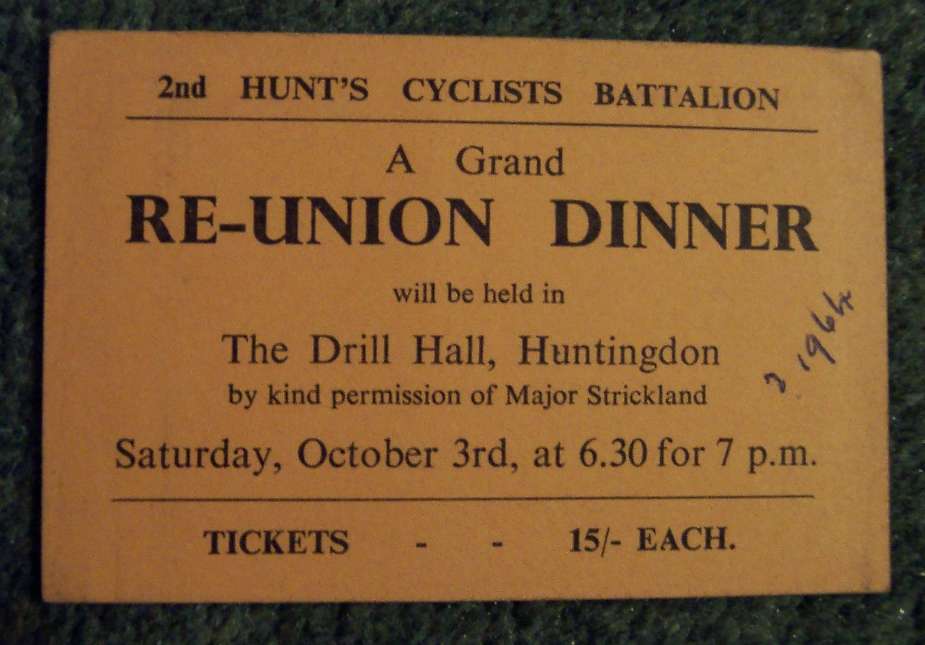 2nd HUNT'S CYCLISTS BATTALION
A Grand
RE-UNION DINNER
will be held in
The Drill Hall, Huntingdon
by kind permission of Major Strickland
Saturday, October 3rd, at 6.30 for 7 p.m.
TICKETS - - 15/- EACH.
? 1964